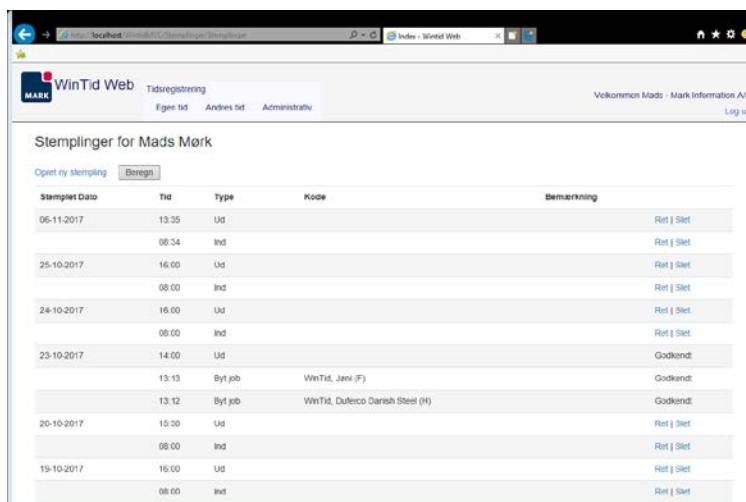 http://localhost/WintidMVC/Stemplinger/Stemplinger
Index - Wintid Web
MARK WinTid Web
Tidsregistrering
Egen tid Andres tid Administrativ
Velkommen Mads - Mark Information A/
Log u
Stemplinger for Mads Mørk
Opret ny stempling Beregn
Stemplet Dato Tid Type Kode Bemærkning
06-11-2017 13:35 Ud Ret | Slet
08:34 Ind Ret | Slet
25-10-2017 16:00 Ud Ret | Slet
08:00 Ind Ret | Slet
24-10-2017 16:00 Ud Ret | Slet
08:00 Ind Ret | Slet
23-10-2017 14:00 Ud Godkendt
13:13 Byt job WinTid, Jøni (F) Godkendt
13:12 Byt job WinTid, Duferco Danish Steel (H) Godkendt
20-10-2017 15:30 Ud Ret | Slet
08:00 Ind Ret | Slet
19-10-2017 16:00 Ud Ret | Slet
08:00 Ind Ret | Slet